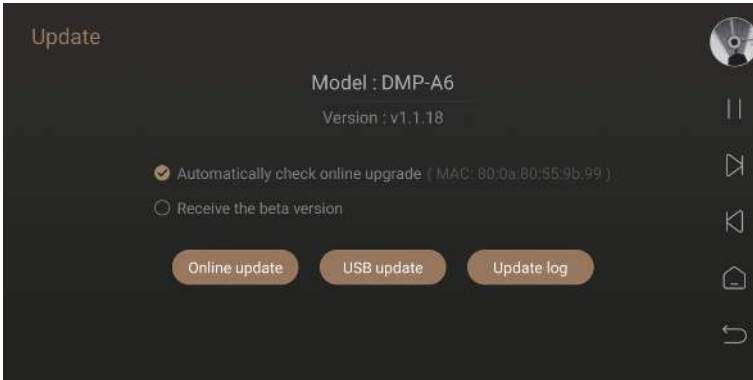 Update
Model : DMP-A6
Version : v1.1.18
Automatically check online upgrade ( MAC: 80:0a:80:55:9b:99 )
Receive the beta version
Online update
USB update
Update log